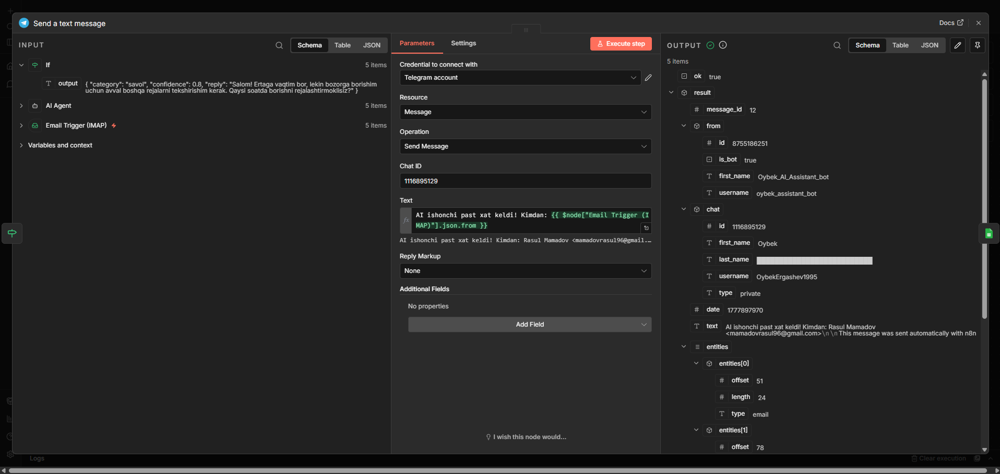 Send a text message
Docs
INPUT
Schema
Table
JSON
If
5 items
output
{ "category": "savol", "confidence": 0.8, "reply": "Salom! Ertaga vaqtim bor, lekin bozorga borishim
uchun avval boshqa rejalarni tekshirishim kerak. Qaysi soatda borishni rejalashtirmoklisiz?" }
AI Agent
5 items
Email Trigger (IMAP)
5 items
Variables and context
Parameters
Settings
Execute step
Credential to connect with
Telegram account
Resource
Message
Operation
Send Message
Chat ID
1116895129
Text
fx
AI ishonchi past xat keldi! Kimdan: {{ $node["Email Trigger (I
MAP)"].json.from }}
AI ishonchi past xat keldi! Kimdan: Rasul Mamadov <mamadovrasul96@gmail.…
Reply Markup
None
Additional Fields
No properties
Add Field
I wish this node would...
OUTPUT
Schema
Table
JSON
5 items
ok true
result
# message_id 12
from
# id 8755186251
is_bot true
T first_name Oybek_AI_Assistant_bot
T username oybek_assistant_bot
chat
# id 1116895129
T first_name Oybek
T last_name
T username OybekErgashev1995
T type private
# date 1777897970
T text AI ishonchi past xat keldi! Kimdan: Rasul Mamadov
<mamadovrasul96@gmail.com>\n\nThis message was sent automatically with n8n
entities
entities[0]
# offset 51
# length 24
T type email
entities[1]
# offset 78
Logs
Clear execution